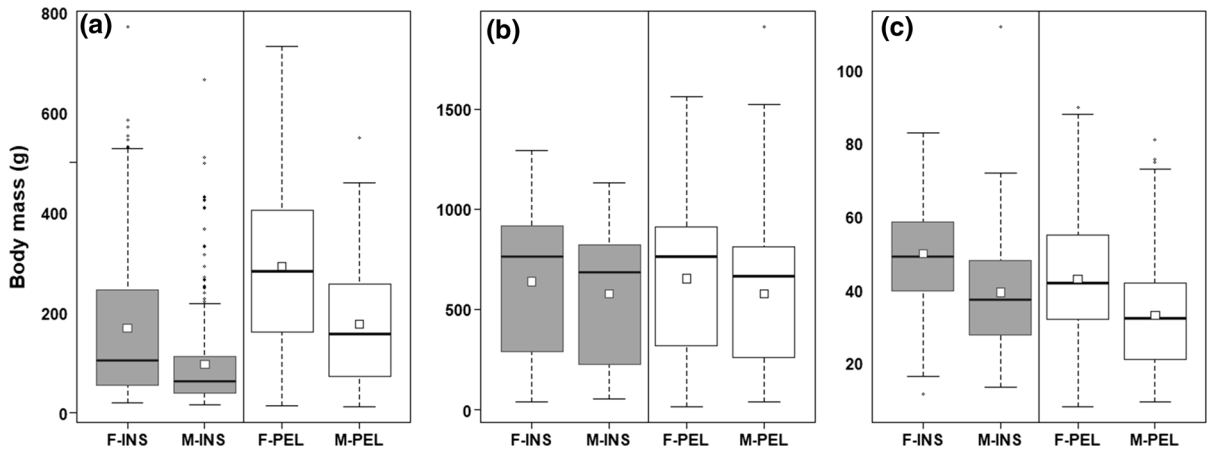 Body mass (g)
(a)
800
600
400
200
0
F-INS M-INS F-PEL M-PEL
(b)
1500
1000
500
0
F-INS M-INS F-PEL M-PEL
(c)
100
80
60
40
20
F-INS M-INS F-PEL M-PEL